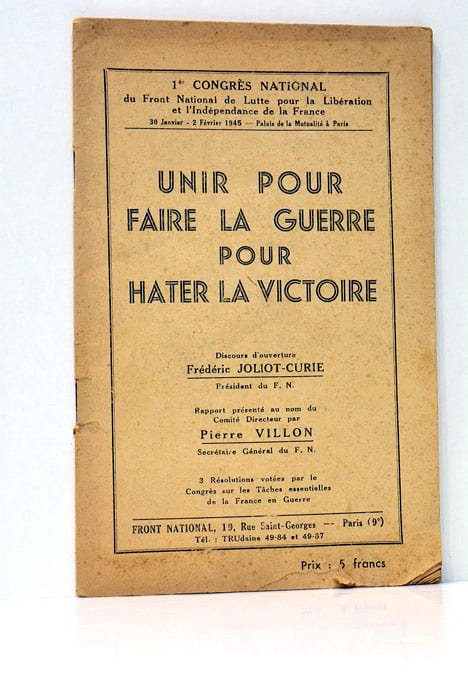 1er CONGRÈS NATIONAL
du Front National de Lutte pour la Libération
et l'Indépendance de la France
30 Janvier - 2 Février 1945 — Palais de la Mutualité à Paris
UNIR POUR
FAIRE LA GUERRE
POUR
HATER LA VICTOIRE
Discours d'ouverture
Frédéric JOLIOT-CURIE
Président du F. N.
Rapport présenté au nom du
Comité Directeur par
Pierre VILLON
Secrétaire Général du F. N.
3 Résolutions votées par le
Congrès sur les Tâches essentielles
de la France en Guerre
FRONT NATIONAL, 19, Rue Saint-Georges — Paris (9e)
Tél. : TRUdaine 49-84 et 49-57
Prix : 5 francs